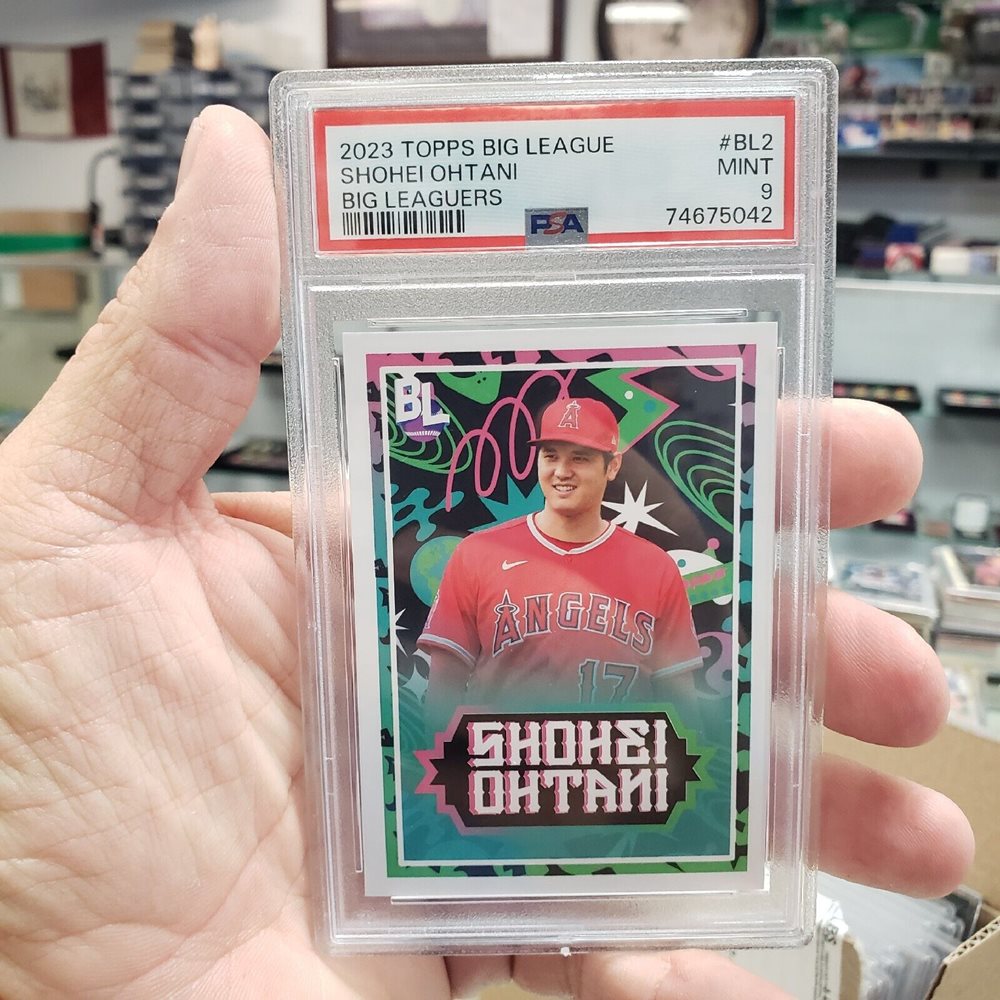 2023 TOPPS BIG LEAGUE #BL2
SHOHEI OHTANI MINT
BIG LEAGUERS 9
PSA 74675042
BL
A
ANGELS
17
SHOHEI
OHTANI